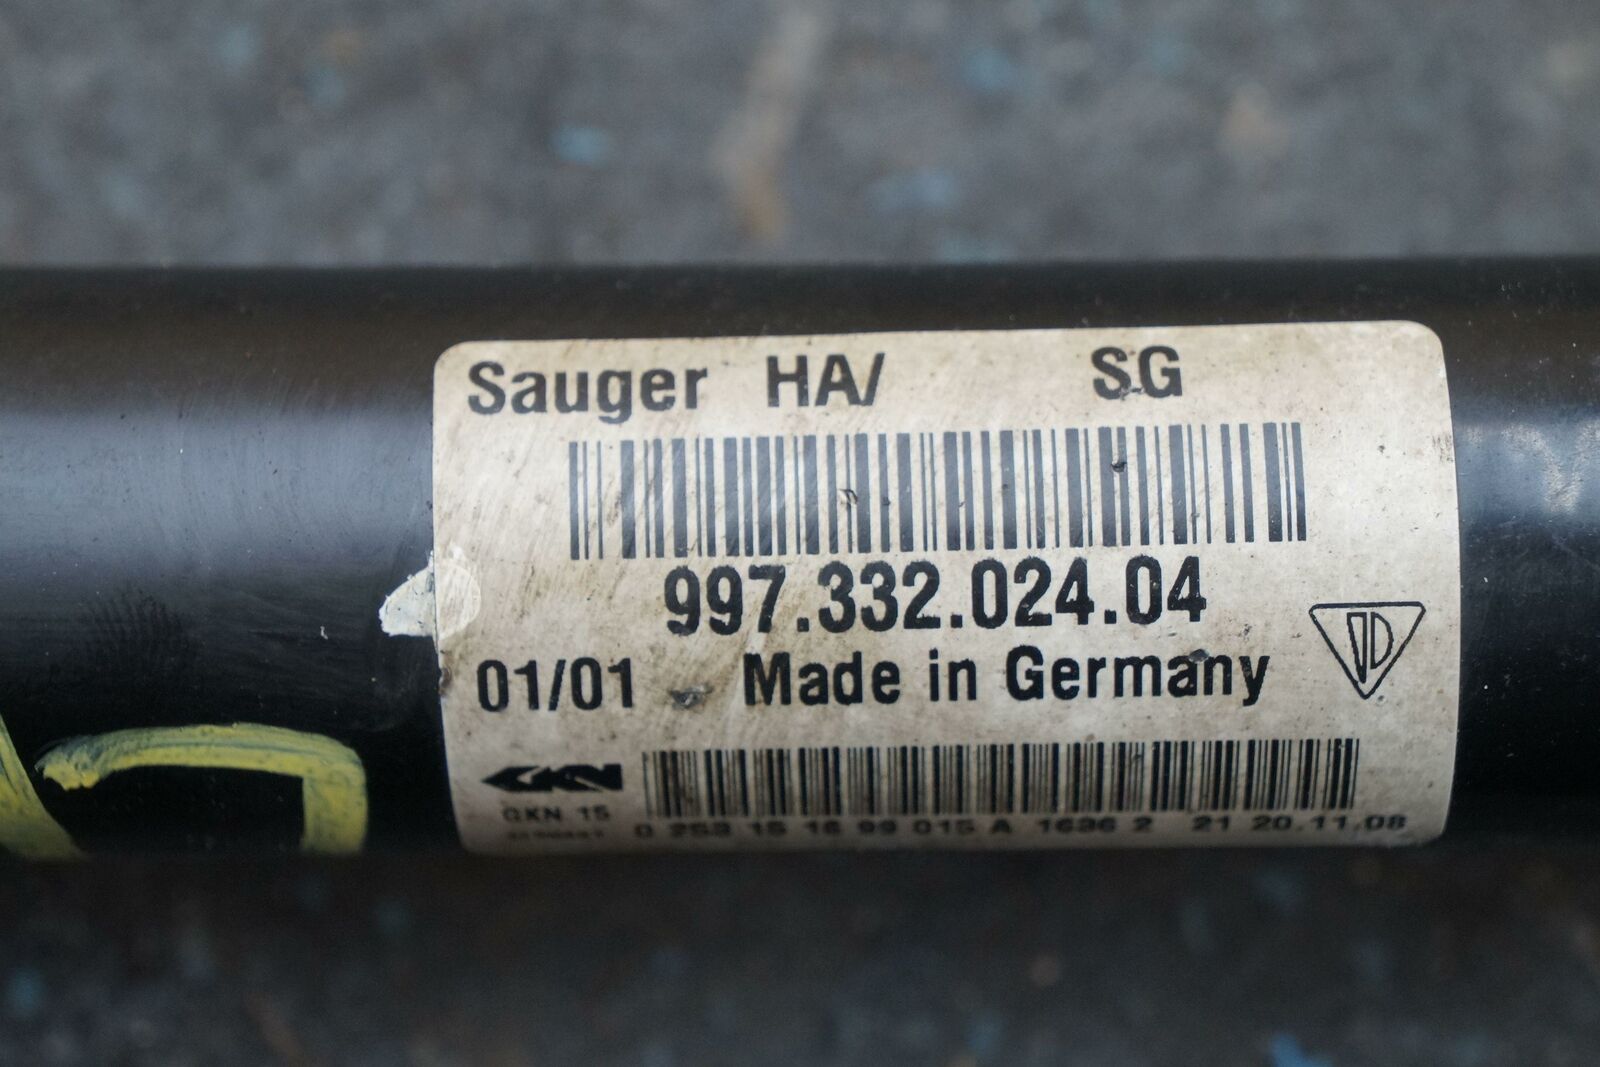 Sauger HA/ SG
997.332.024.04
01/01 Made in Germany
GKN
GKN 15
0 253 15 16 99 015 A 1636 2 21 20.11.08